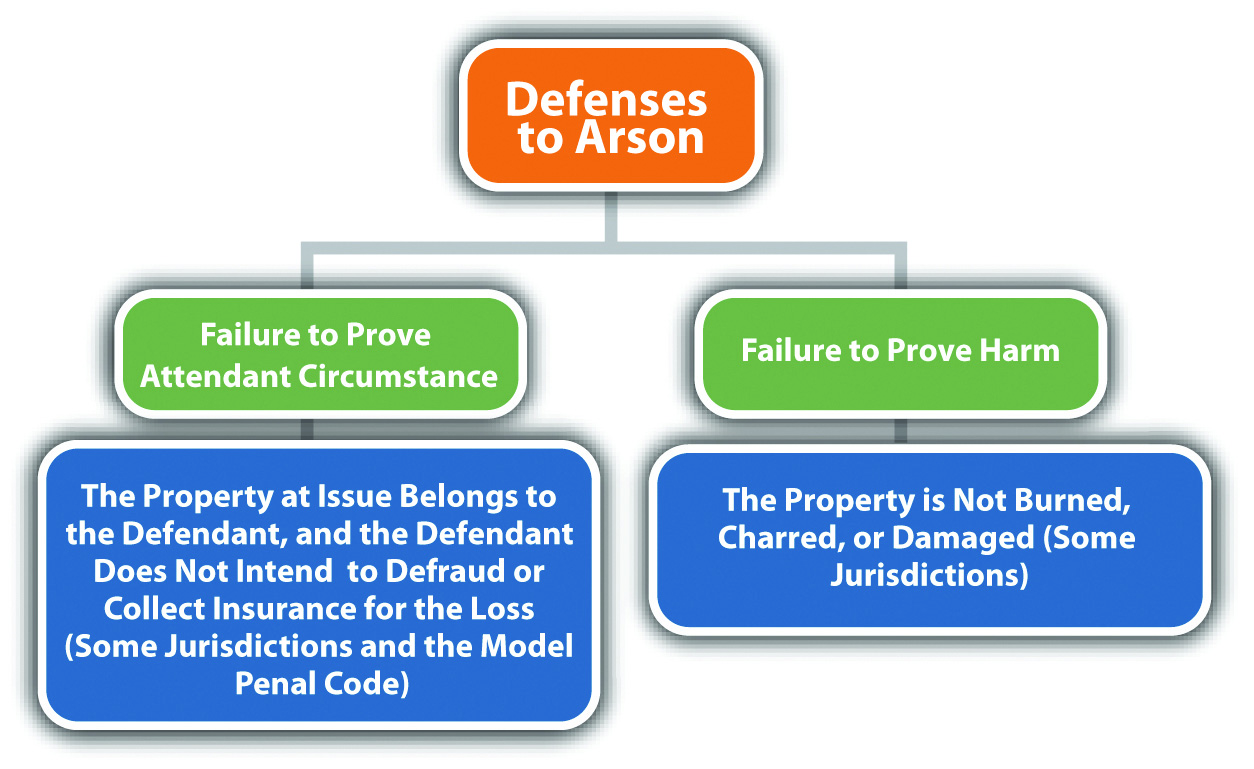 Defenses
to Arson
Failure to Prove
Attendant Circumstance
Failure to Prove Harm
The Property at Issue Belongs to
the Defendant, and the Defendant
Does Not Intend to Defraud or
Collect Insurance for the Loss
(Some Jurisdictions and the Model
Penal Code)
The Property is Not Burned,
Charred, or Damaged (Some
Jurisdictions)